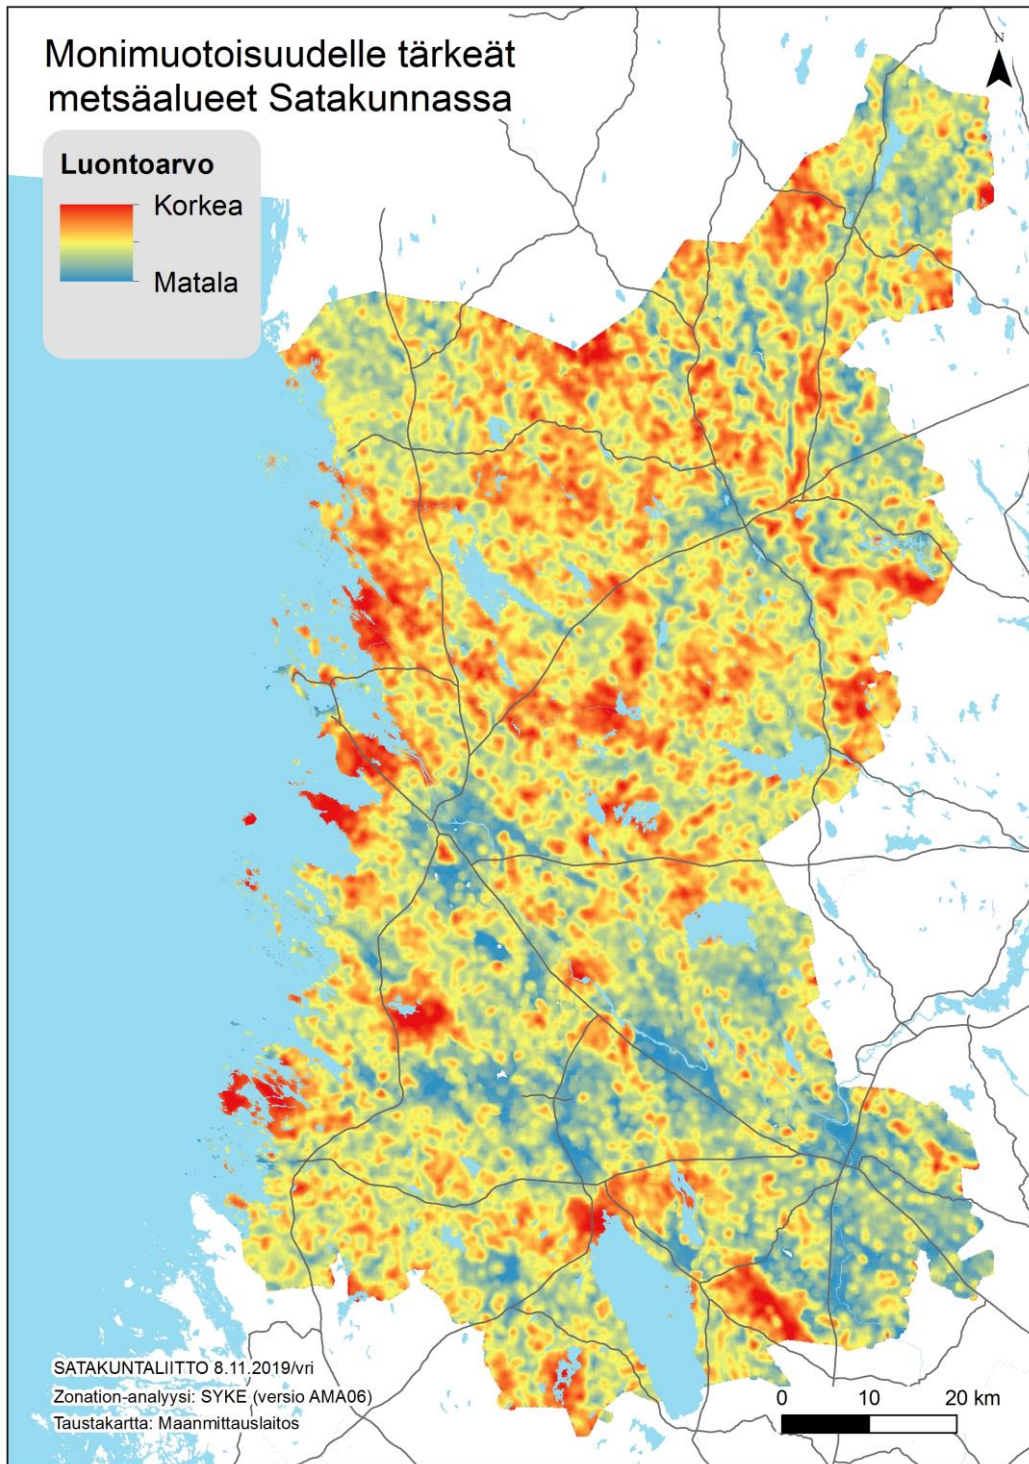 Monimuotoisuudelle tärkeät
metsäalueet Satakunnassa
Luontoarvo
Korkea
Matala
N
SATAKUNTALIITTO 8.11.2019/vri
Zonation-analyysi: SYKE (versio AMA06)
Taustakartta: Maanmittauslaitos
0 10 20 km